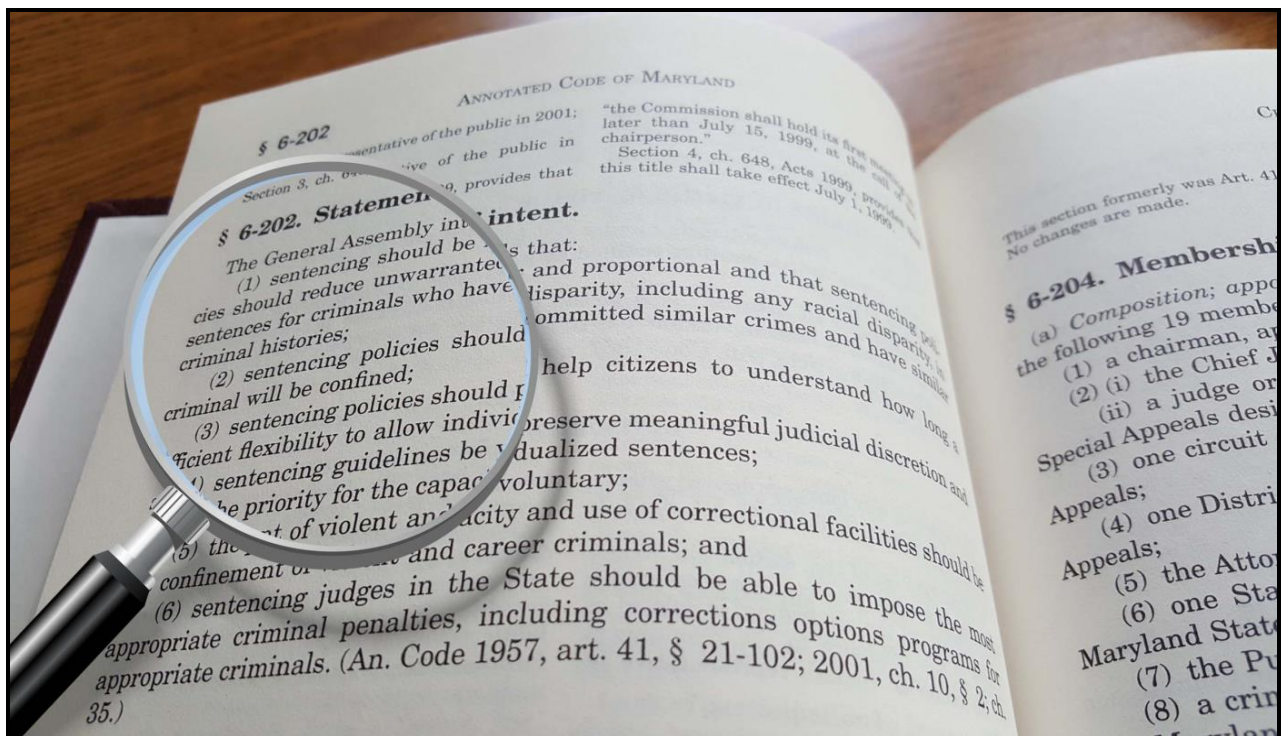 ANNOTATED CODE OF MARYLAND
§ 6-202
sentative of the public in 2001;
Section 3, ch.
ive of the public in
9, provides that
"the Commission shall hold its first
later than July 15, 1999, at the call of
chairperson."
Section 4, ch. 648, Acts 1999, provides
this title shall take effect July 1, 1999
§ 6-202. Statemen intent.
The General Assembly int s that:
(1) sentencing should be and proportional and that sentencing poli-
cies should reduce unwarranted disparity, including any racial disparity, in
sentences for criminals who have ommitted similar crimes and have similar
criminal histories;
(2) sentencing policies should help citizens to understand how long a
criminal will be confined;
(3) sentencing policies should preserve meaningful judicial discretion and
fficient flexibility to allow individualized sentences;
) sentencing guidelines be voluntary;
(5) the priority for the capacity and use of correctional facilities should be
confinement of violent and career criminals; and
(6) sentencing judges in the State should be able to impose the most
appropriate criminal penalties, including corrections options programs for
appropriate criminals. (An. Code 1957, art. 41, § 21-102; 2001, ch. 10, § 2; ch.
35.)
This section formerly was Art. 41
No changes are made.
§ 6-204. Membersh
(a) Composition; appo
the following 19 membe
(1) a chairman, ap
(2) (i) the Chief J
(ii) a judge or
Special Appeals desi
(3) one circuit
Appeals;
(4) one Distri
Appeals;
(5) the Atto
(6) one Sta
Maryland Stat
(7) the Pu
(8) a crim